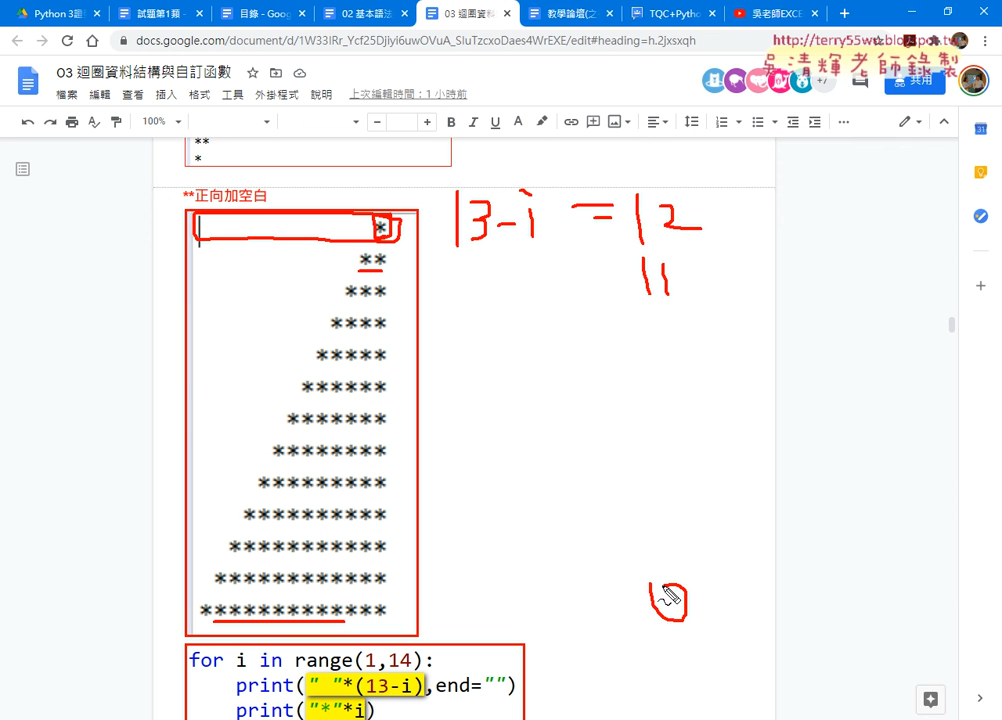 Python 3題
試題第1類 -
目錄 - Goog
02 基本語法
03 迴圈資料
教學論壇(之
TQC+Pytho
吳老師EXCE
docs.google.com/document/d/1W33lRr_Ycf25Djiyi6uwOVuA_SIuTzcxoDaes4WrEXE/edit#heading=h.2jxsxqh
http://terry55wu.blogspot.tw
吳清輝老師錄製
03 迴圈資料結構與自訂函數
+7
共用
檔案 編輯 查看 插入 格式 工具 外掛程式 說明 上次編輯時間:1 小時前
100%
**
*
**正向加空白
13-i = 12
11
*
**
***
****
*****
******
*******
********
*********
**********
***********
************
*************
for i in range(1,14):
print(" "*(13-i),end="")
print("*"*i)